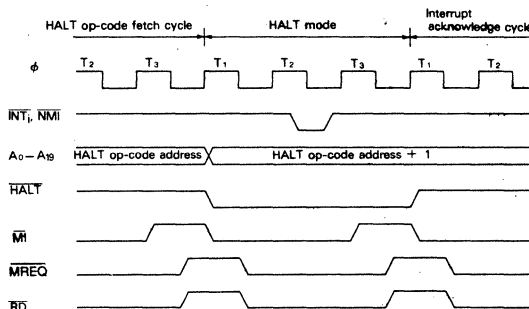 HALT op-code fetch cycle
HALT mode
Interrupt
acknowledge cycle
φ
T₂
T₃
T₁
T₂
T₃
T₁
T₂
INTᵢ, NMI
A₀–A₁₉
HALT op-code address
HALT op-code address + 1
HALT
M1
MREQ
RD